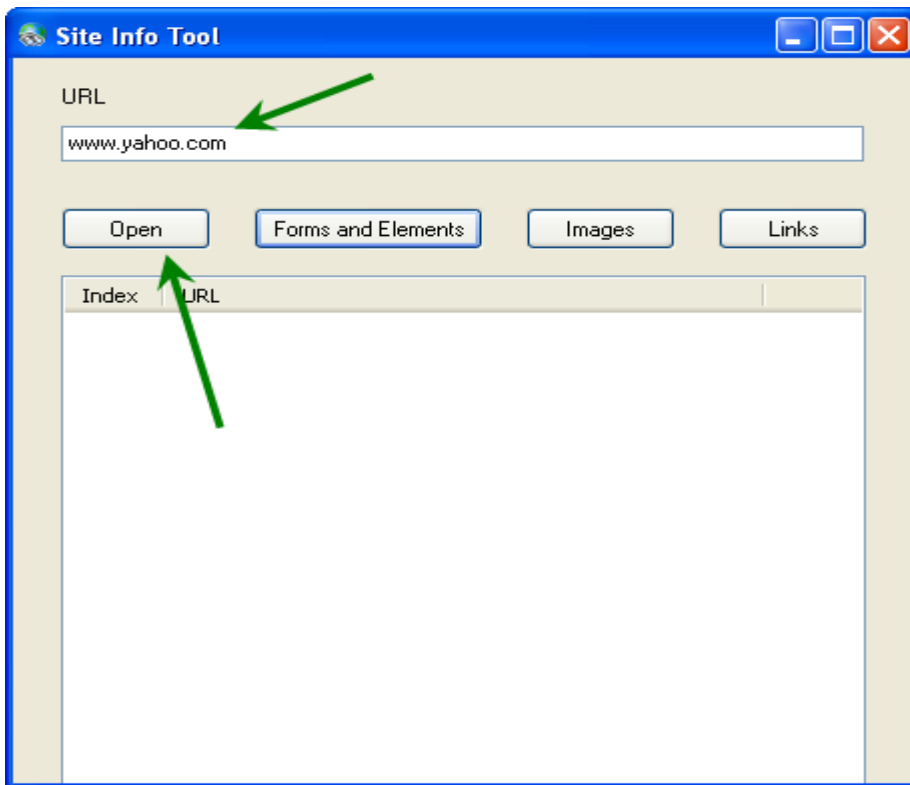 Site Info Tool
URL
www.yahoo.com
Open Forms and Elements Images Links
Index URL